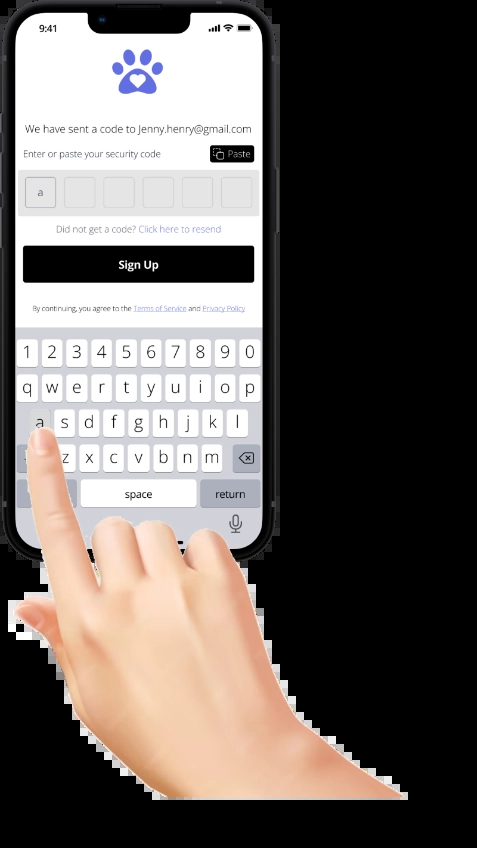 9:41
We have sent a code to Jenny.henry@gmail.com
Enter or paste your security code
Paste
a
Did not get a code? Click here to resend
Sign Up
By continuing, you agree to the Terms of Service and Privacy Policy
1 2 3 4 5 6 7 8 9 0
q w e r t y u i o p
a s d f g h j k l
z x c v b n m
space return